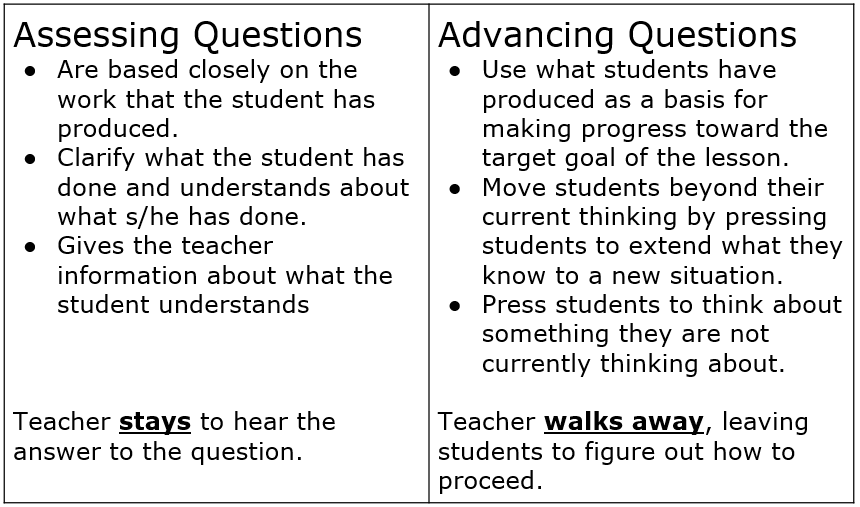 Assessing Questions
● Are based closely on the
work that the student has
produced.
● Clarify what the student has
done and understands about
what s/he has done.
● Gives the teacher
information about what the
student understands
Teacher stays to hear the
answer to the question.
Advancing Questions
● Use what students have
produced as a basis for
making progress toward the
target goal of the lesson.
● Move students beyond their
current thinking by pressing
students to extend what they
know to a new situation.
● Press students to think about
something they are not
currently thinking about.
Teacher walks away, leaving
students to figure out how to
proceed.